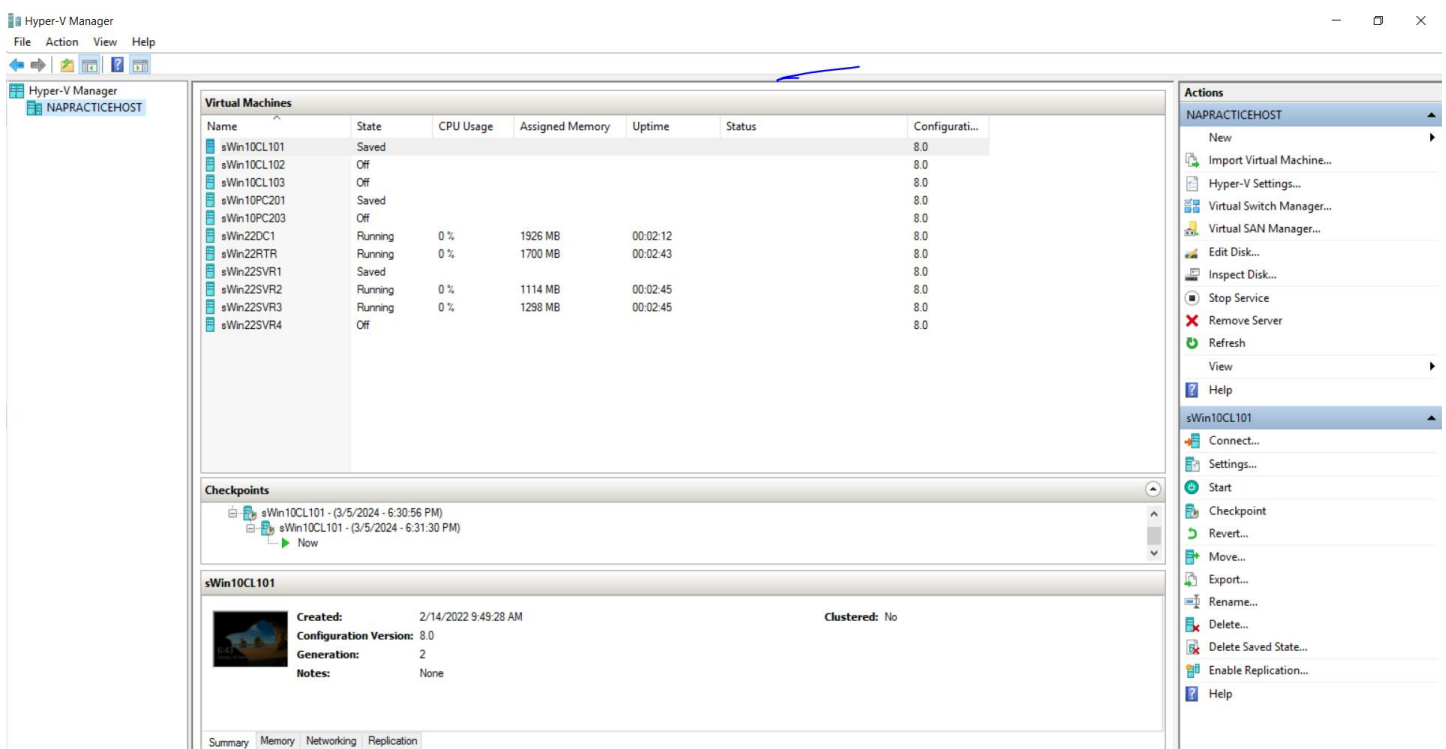 Hyper-V Manager
File Action View Help
Hyper-V Manager
NAPRACTICEHOST
Virtual Machines
Name State CPU Usage Assigned Memory Uptime Status Configurati...
sWin10CL101 Saved 8.0
sWin10CL102 Off 8.0
sWin10CL103 Off 8.0
sWin10PC201 Saved 8.0
sWin10PC203 Off 8.0
sWin22DC1 Running 0 % 1926 MB 00:02:12 8.0
sWin22RTR Running 0 % 1700 MB 00:02:43 8.0
sWin22SVR1 Saved 8.0
sWin22SVR2 Running 0 % 1114 MB 00:02:45 8.0
sWin22SVR3 Running 0 % 1298 MB 00:02:45 8.0
sWin22SVR4 Off 8.0
Checkpoints
sWin10CL101 - (3/5/2024 - 6:30:56 PM)
sWin10CL101 - (3/5/2024 - 6:31:30 PM)
Now
sWin10CL101
Created: 2/14/2022 9:49:28 AM Clustered: No
Configuration Version: 8.0
Generation: 2
Notes: None
Summary Memory Networking Replication
Actions
NAPRACTICEHOST
New
Import Virtual Machine...
Hyper-V Settings...
Virtual Switch Manager...
Virtual SAN Manager...
Edit Disk...
Inspect Disk...
Stop Service
Remove Server
Refresh
View
Help
sWin10CL101
Connect...
Settings...
Start
Checkpoint
Revert...
Move...
Export...
Rename...
Delete...
Delete Saved State...
Enable Replication...
Help